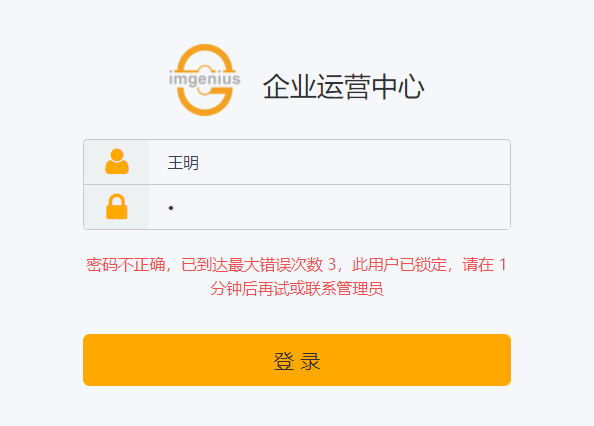 imgenius
企业运营中心
王明
•
密码不正确，已到达最大错误次数 3，此用户已锁定，请在 1
分钟后再试或联系管理员
登 录